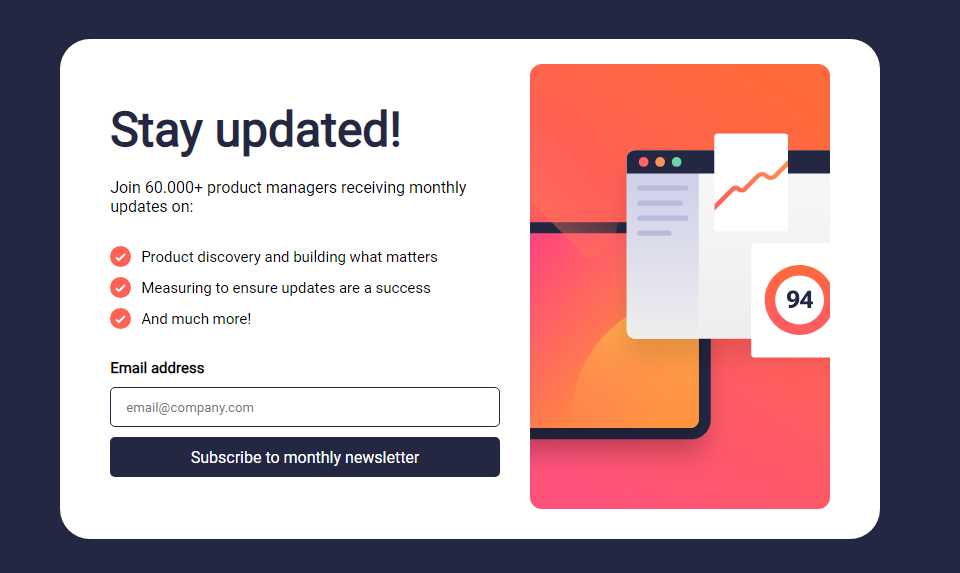 Stay updated!
Join 60.000+ product managers receiving monthly
updates on:
Product discovery and building what matters
Measuring to ensure updates are a success
And much more!
Email address
email@company.com
Subscribe to monthly newsletter
94